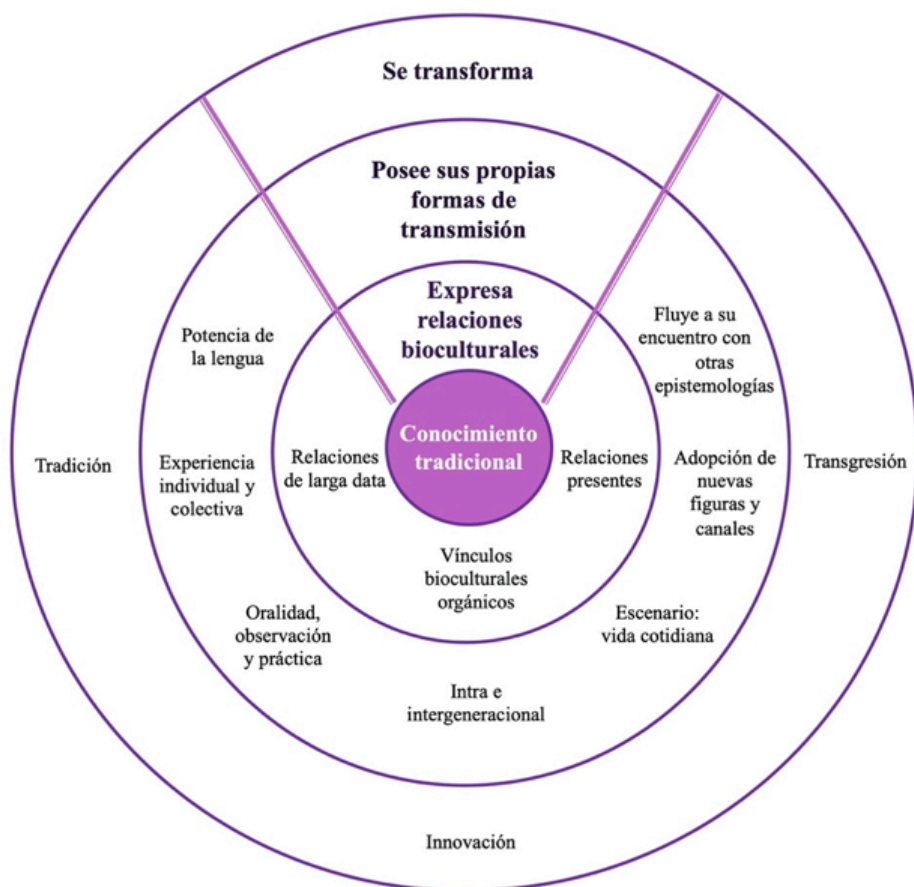 Se transforma
Posee sus propias
formas de
transmisión
Expresa
relaciones
bioculturales
Conocimiento
tradicional
Relaciones
de larga data
Vínculos
bioculturales
orgánicos
Relaciones
presentes
Potencia de
la lengua
Experiencia
individual y
colectiva
Oralidad,
observación
y práctica
Intra e
intergeneracional
Escenario:
vida cotidiana
Adopción de
nuevas
figuras y
canales
Fluye a su
encuentro con
otras
epistemologías
Tradición
Innovación
Transgresión